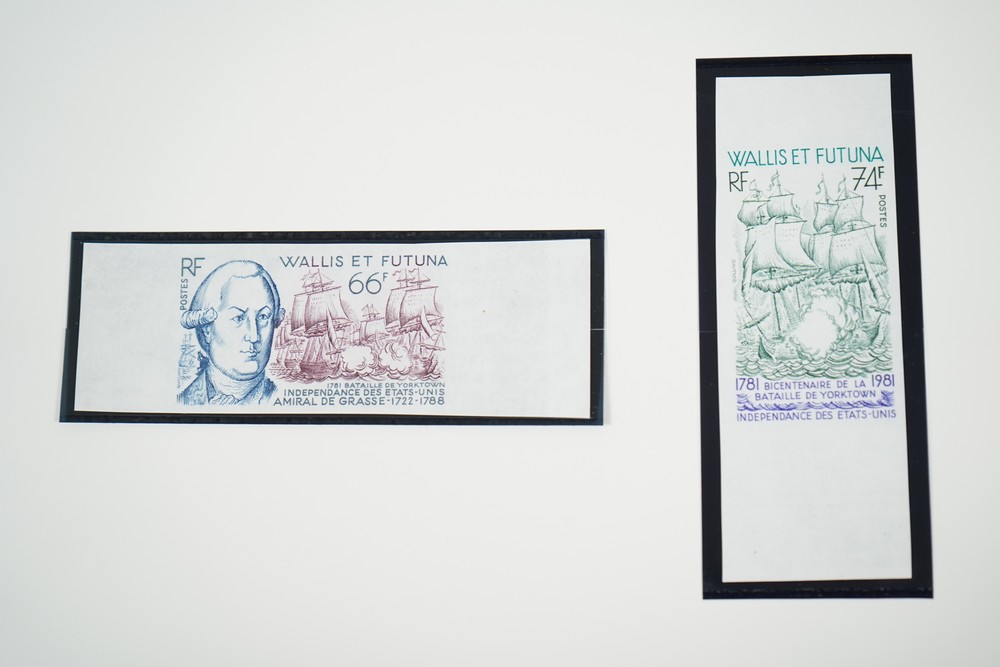 RF
POSTES
WALLIS ET FUTUNA
66F
1781 BATAILLE DE YORKTOWN
INDEPENDANCE DES ETATS-UNIS
AMIRAL DE GRASSE-1722-1788
WALLIS ET FUTUNA
RF 74F
POSTES
1781 BICENTENAIRE DE LA 1981
BATAILLE DE YORKTOWN
INDEPENDANCE DES ETATS-UNIS